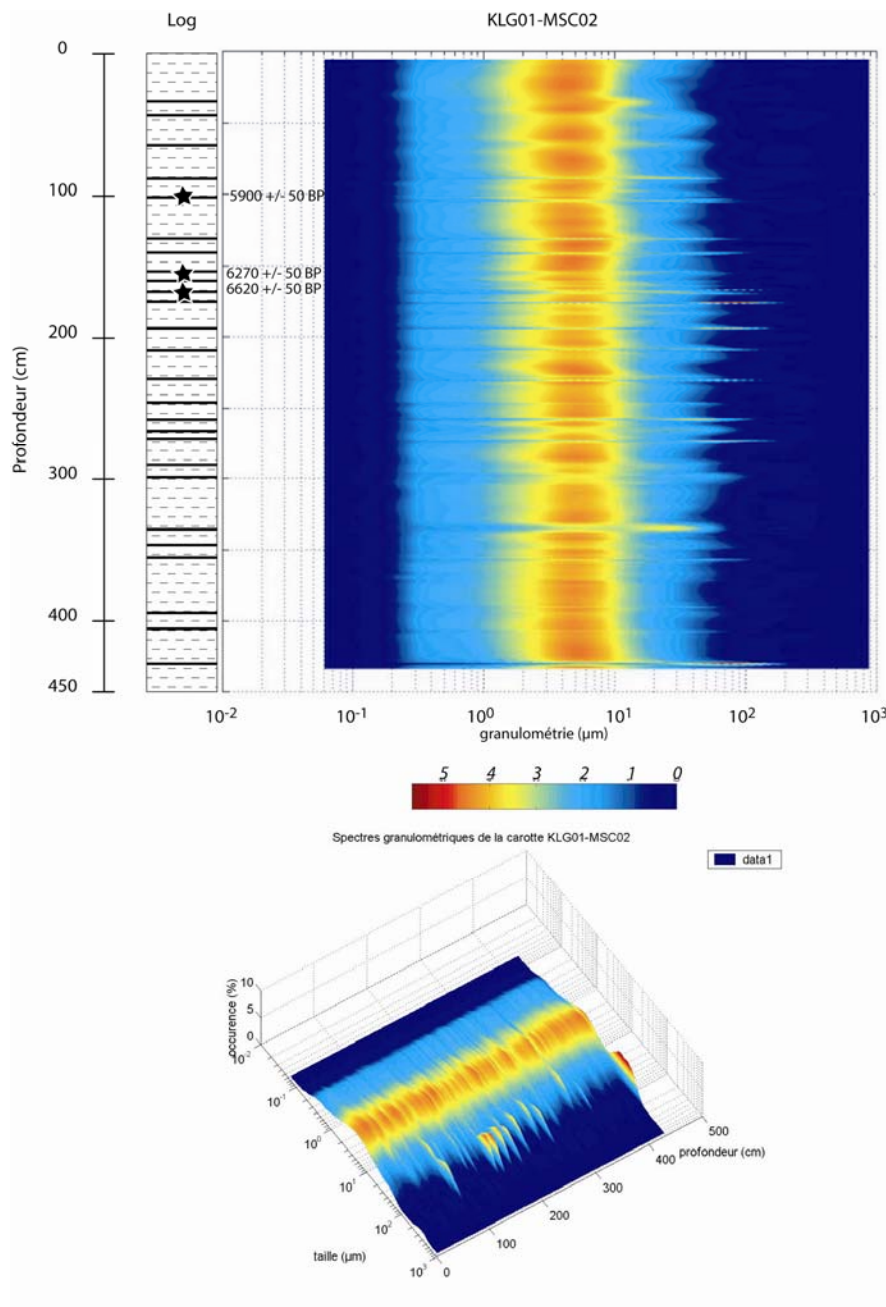 Log
KLG01-MSC02
0
100
5900 +/- 50 BP
6270 +/- 50 BP
6620 +/- 50 BP
200
Profondeur (cm)
300
400
450
10-2
10-1
100
101
102
103
granulométrie (µm)
5 4 3 2 1 0
Spectres granulométriques de la carotte KLG01-MSC02
data1
10
5
0
occurence (%)
10-2
10-1
100
101
102
103
taille (µm)
0
100
200
300
400
500
profondeur (cm)